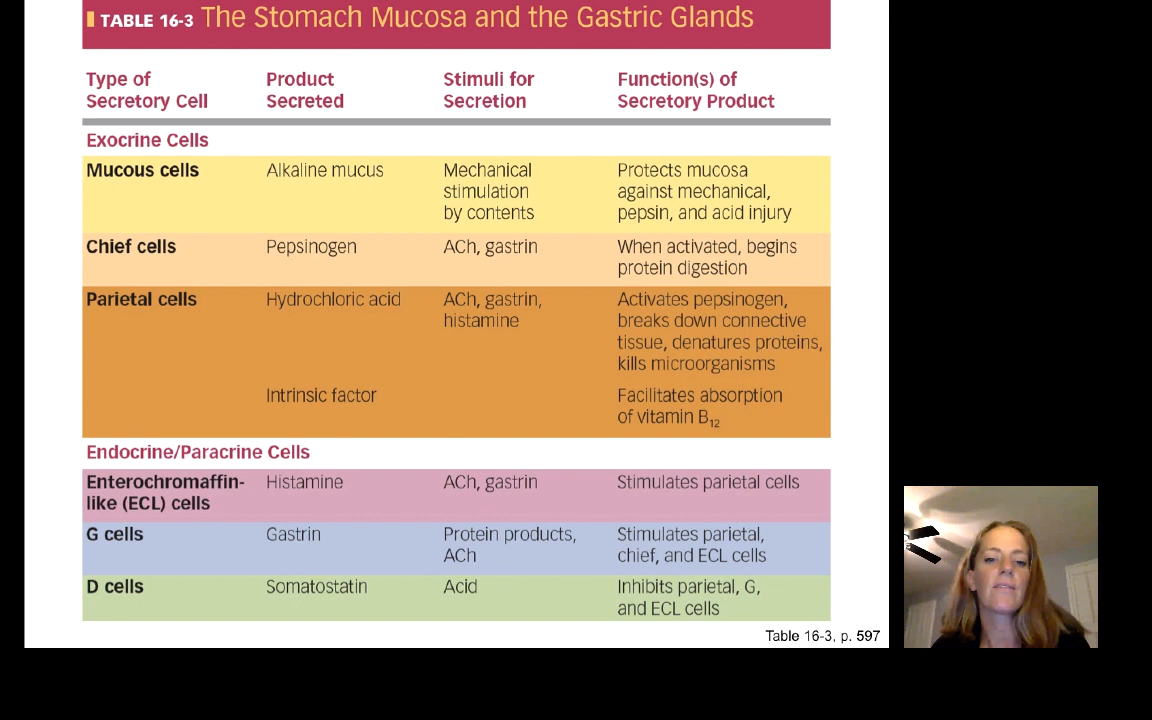 TABLE 16-3 The Stomach Mucosa and the Gastric Glands
Type of Secretory Cell
Product Secreted
Stimuli for Secretion
Function(s) of Secretory Product
Exocrine Cells
Mucous cells
Alkaline mucus
Mechanical
stimulation
by contents
Protects mucosa
against mechanical,
pepsin, and acid injury
Chief cells
Pepsinogen
ACh, gastrin
When activated, begins
protein digestion
Parietal cells
Hydrochloric acid
ACh, gastrin,
histamine
Activates pepsinogen,
breaks down connective
tissue, denatures proteins,
kills microorganisms
Intrinsic factor
Facilitates absorption
of vitamin B₁₂
Endocrine/Paracrine Cells
Enterochromaffin-
like (ECL) cells
Histamine
ACh, gastrin
Stimulates parietal cells
G cells
Gastrin
Protein products,
ACh
Stimulates parietal,
chief, and ECL cells
D cells
Somatostatin
Acid
Inhibits parietal, G,
and ECL cells
Table 16-3, p. 597